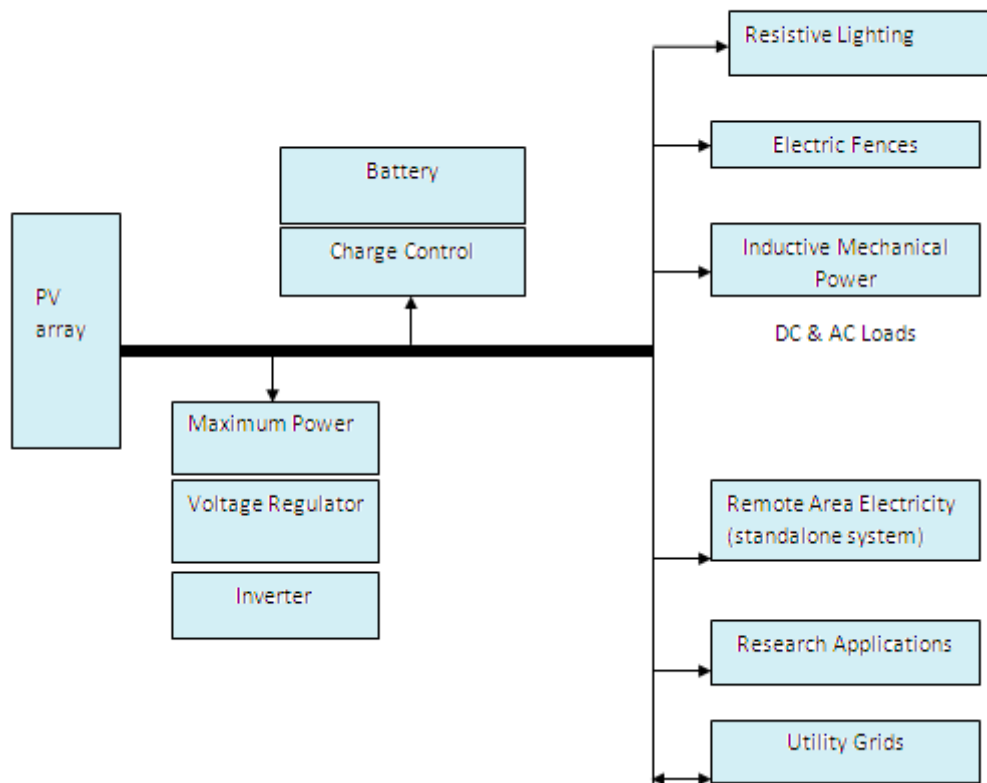 Resistive Lighting
Electric Fences
Battery
Charge Control
Inductive Mechanical
Power
PV
array
DC & AC Loads
Maximum Power
Voltage Regulator
Inverter
Remote Area Electricity
(standalone system)
Research Applications
Utility Grids